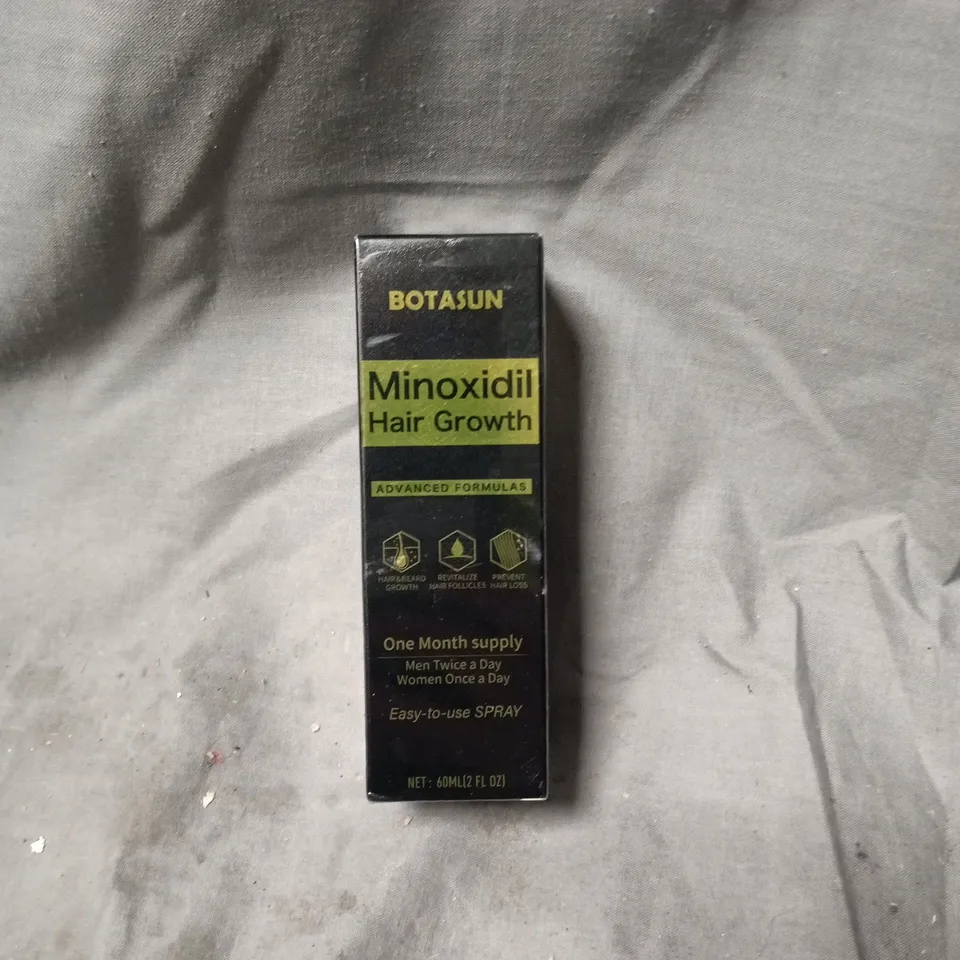 BOTASUN
Minoxidil
Hair Growth
ADVANCED FORMULAS
HAIR&BEARD GROWTH
REVITALIZE HAIR FOLLICLES
PREVENT HAIR LOSS
One Month supply
Men Twice a Day
Women Once a Day
Easy-to-use SPRAY
NET: 60ML(2 FL OZ)